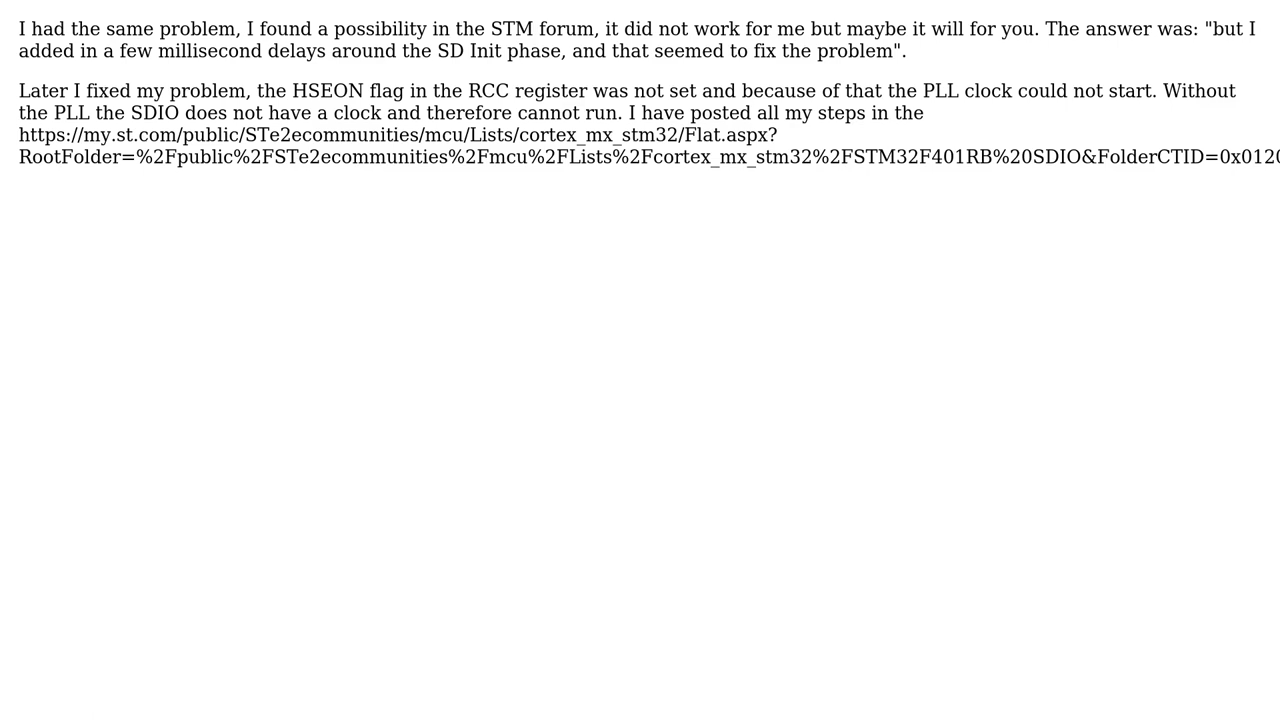 I had the same problem, I found a possibility in the STM forum, it did not work for me but maybe it will for you. The answer was: "but I
added in a few millisecond delays around the SD Init phase, and that seemed to fix the problem".
Later I fixed my problem, the HSEON flag in the RCC register was not set and because of that the PLL clock could not start. Without
the PLL the SDIO does not have a clock and therefore cannot run. I have posted all my steps in the
https://my.st.com/public/STe2ecommunities/mcu/Lists/cortex_mx_stm32/Flat.aspx?
RootFolder=%2Fpublic%2FSTe2ecommunities%2Fmcu%2FLists%2Fcortex_mx_stm32%2FSTM32F401RB%20SDIO&FolderCTID=0x0120